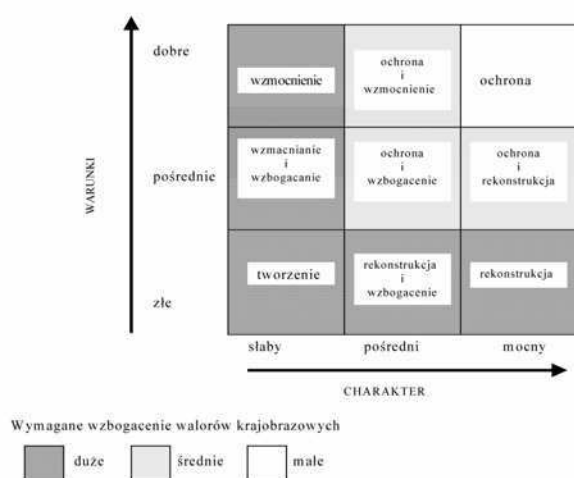 WARUNKI
dobre
wzmocnienie
ochrona
i
wzmocnienie
ochrona
pośrednie
wzmacnianie
i
wzbogacanie
ochrona
i
wzbogacenie
ochrona
i
rekonstrukcja
złe
tworzenie
rekonstrukcja
i
wzbogacenie
rekonstrukcja
słaby pośredni mocny
CHARAKTER
Wymagane wzbogacenie walorów krajobrazowych
duże średnie małe